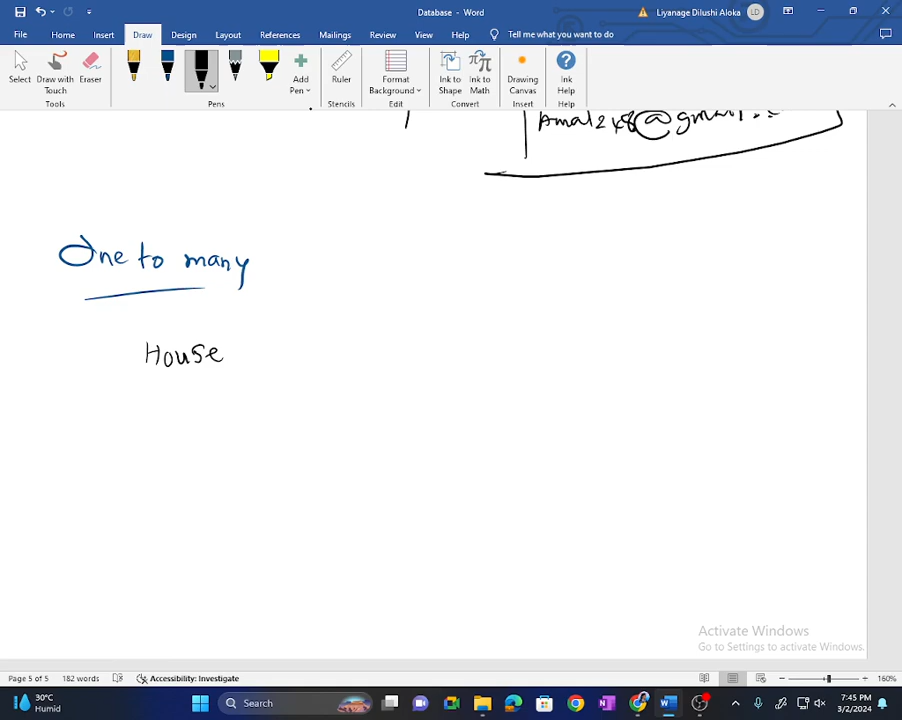 Database - Word
Liyanage Dilushi Aloka
LD
File Home Insert Draw Design Layout References Mailings Review View Help Tell me what you want to do
Select
Draw with Touch
Eraser
Add Pen
Ruler
Format Background
Ink to Shape
Ink to Math
Drawing Canvas
Ink Help
Tools Pens Stencils Edit Convert Insert Help
One to many
House
Activate Windows
Go to Settings to activate Windows.
Page 5 of 5 182 words Accessibility: Investigate 160%
30°C
Humid
Search
7:45 PM
3/2/2024